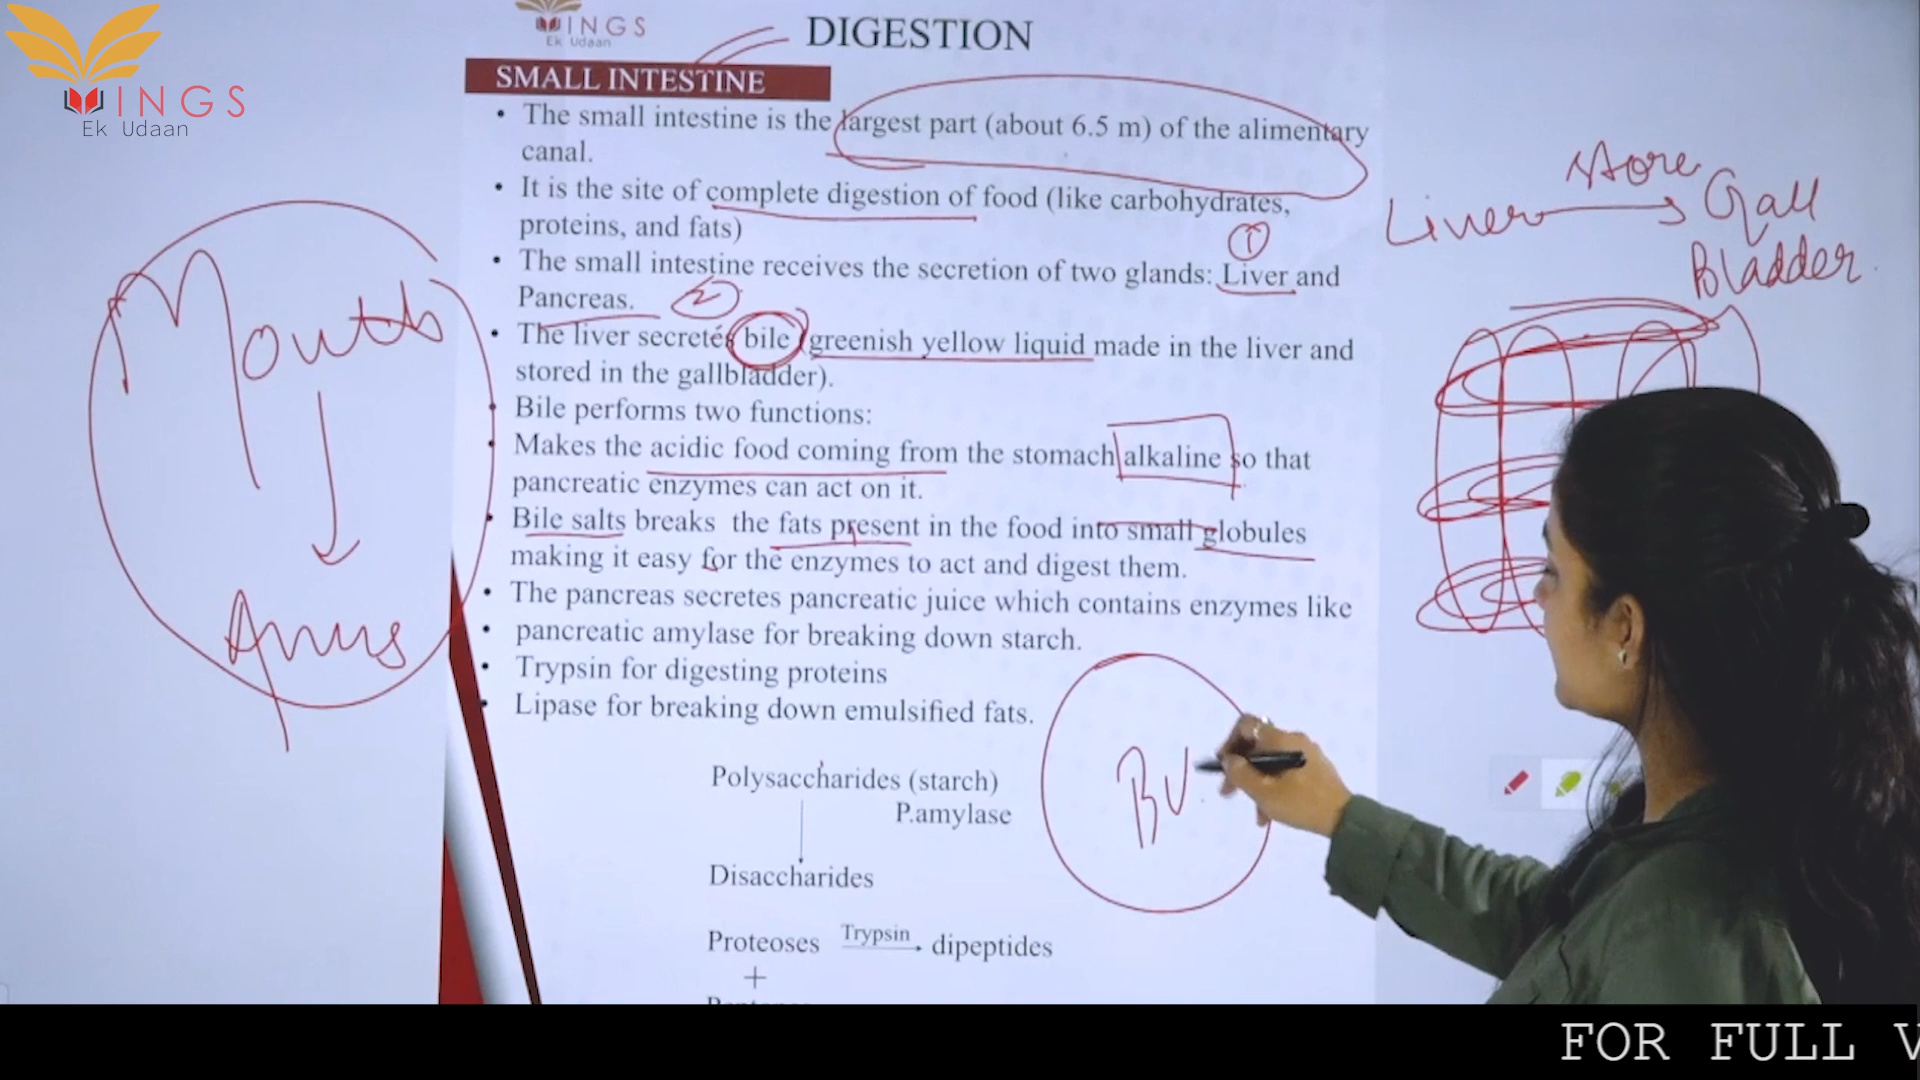 WINGS
Ek Udaan
WINGS
Ek Udaan
DIGESTION
SMALL INTESTINE
• The small intestine is the largest part (about 6.5 m) of the alimentary
canal.
• It is the site of complete digestion of food (like carbohydrates,
proteins, and fats)
• The small intestine receives the secretion of two glands: Liver and
Pancreas.
• The liver secretes bile (greenish yellow liquid made in the liver and
stored in the gallbladder).
• Bile performs two functions:
• Makes the acidic food coming from the stomach alkaline so that
pancreatic enzymes can act on it.
• Bile salts breaks the fats present in the food into small globules
making it easy for the enzymes to act and digest them.
• The pancreas secretes pancreatic juice which contains enzymes like
• pancreatic amylase for breaking down starch.
• Trypsin for digesting proteins
• Lipase for breaking down emulsified fats.
Polysaccharides (starch)
P.amylase
Disaccharides
Proteoses Trypsin dipeptides
+
Mouth
Anus
1
2
Liver store Gall
Bladder
BV
FOR FULL V